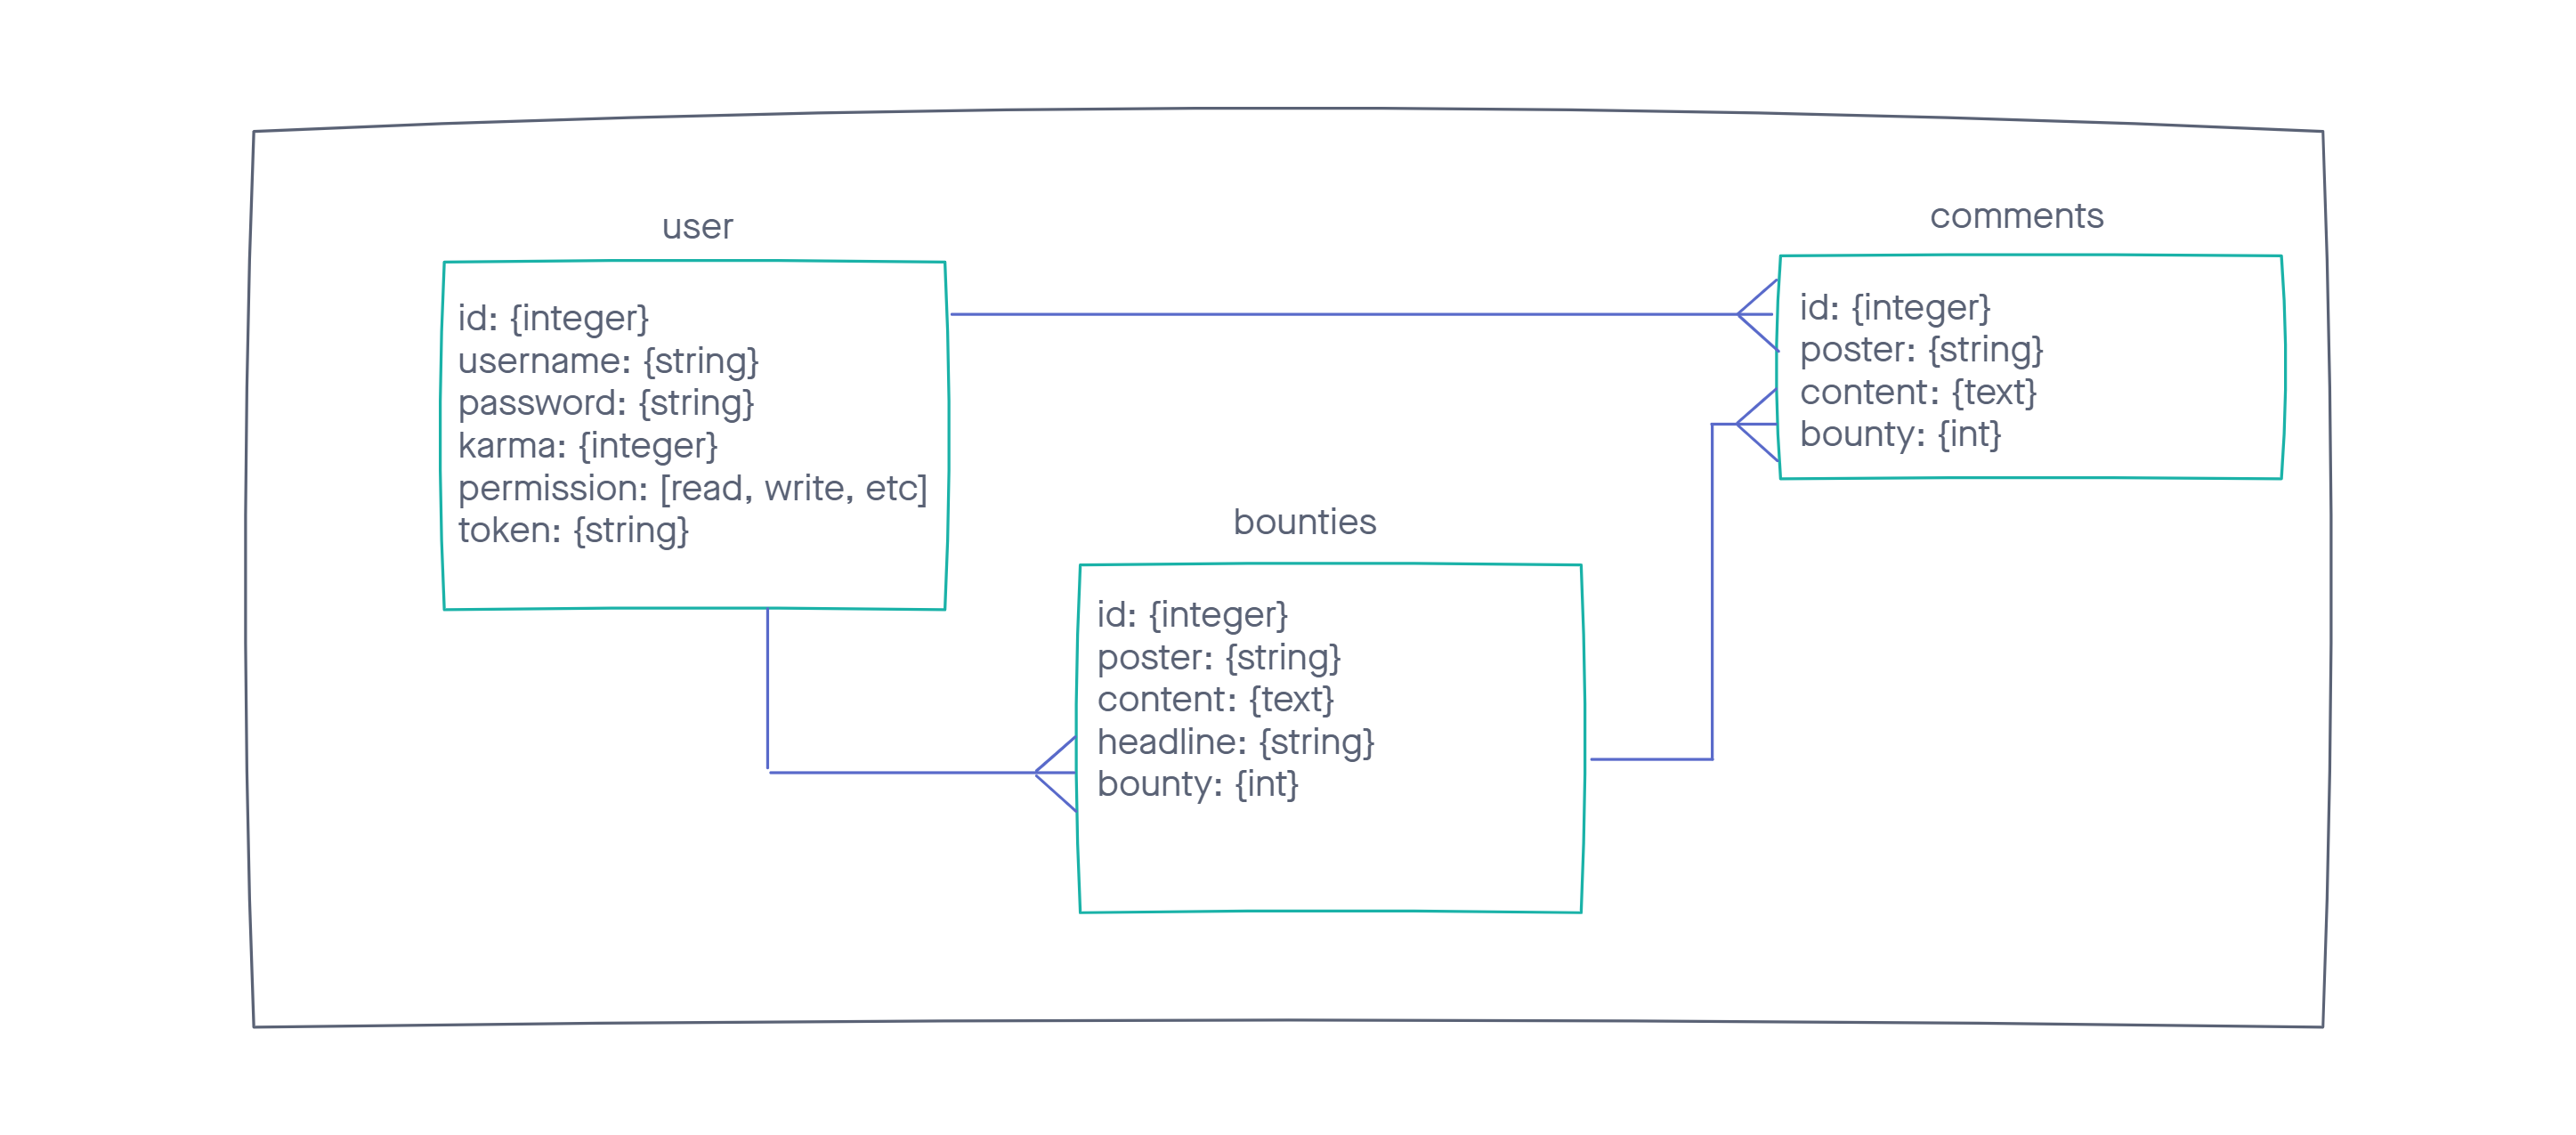 user
id: {integer}
username: {string}
password: {string}
karma: {integer}
permission: [read, write, etc]
token: {string}
bounties
id: {integer}
poster: {string}
content: {text}
headline: {string}
bounty: {int}
comments
id: {integer}
poster: {string}
content: {text}
bounty: {int}